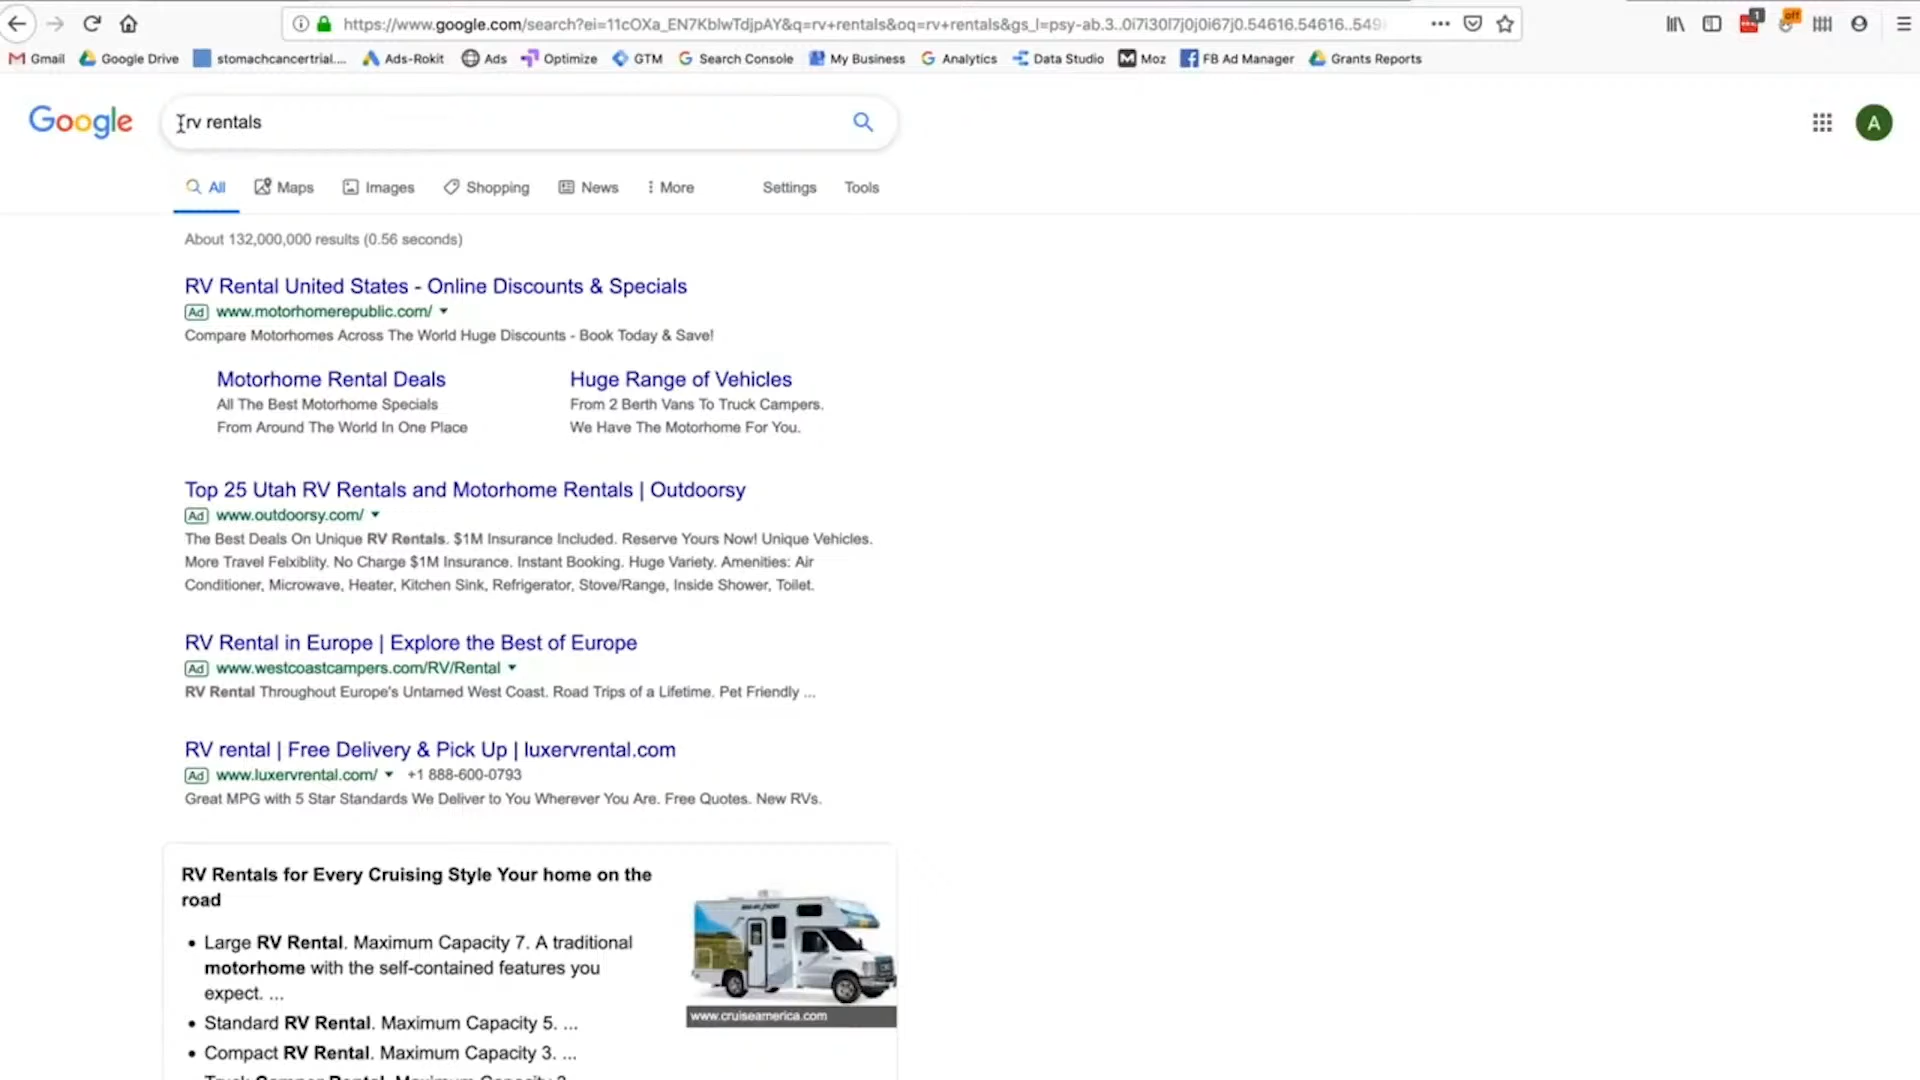 https://www.google.com/search?ei=11cOXa_EN7KblwTdjpAY&q=rv+rentals&oq=rv+rentals&gs_l=psy-ab.3..0i7i30l7j0j0i67j0.54616.54616..549
1
off
Gmail Google Drive stomachcancertrial.... Ads-Rokit Ads Optimize GTM Search Console My Business Analytics Data Studio Moz FB Ad Manager Grants Reports
Google rv rentals A
All Maps Images Shopping News More Settings Tools
About 132,000,000 results (0.56 seconds)
RV Rental United States - Online Discounts & Specials
Ad www.motorhomerepublic.com/
Compare Motorhomes Across The World Huge Discounts - Book Today & Save!
Motorhome Rental Deals Huge Range of Vehicles
All The Best Motorhome Specials From 2 Berth Vans To Truck Campers.
From Around The World In One Place We Have The Motorhome For You.
Top 25 Utah RV Rentals and Motorhome Rentals | Outdoorsy
Ad www.outdoorsy.com/
The Best Deals On Unique RV Rentals. $1M Insurance Included. Reserve Yours Now! Unique Vehicles.
More Travel Felxiblity. No Charge $1M Insurance. Instant Booking. Huge Variety. Amenities: Air
Conditioner, Microwave, Heater, Kitchen Sink, Refrigerator, Stove/Range, Inside Shower, Toilet.
RV Rental in Europe | Explore the Best of Europe
Ad www.westcoastcampers.com/RV/Rental
RV Rental Throughout Europe's Untamed West Coast. Road Trips of a Lifetime. Pet Friendly ...
RV rental | Free Delivery & Pick Up | luxervrental.com
Ad www.luxervrental.com/ +1 888-600-0793
Great MPG with 5 Star Standards We Deliver to You Wherever You Are. Free Quotes. New RVs.
RV Rentals for Every Cruising Style Your home on the
road
• Large RV Rental. Maximum Capacity 7. A traditional
motorhome with the self-contained features you
expect. ...
www.cruiseamerica.com
• Standard RV Rental. Maximum Capacity 5. ...
• Compact RV Rental. Maximum Capacity 3. ...
Truck Camper Rental. Maximum Capacity